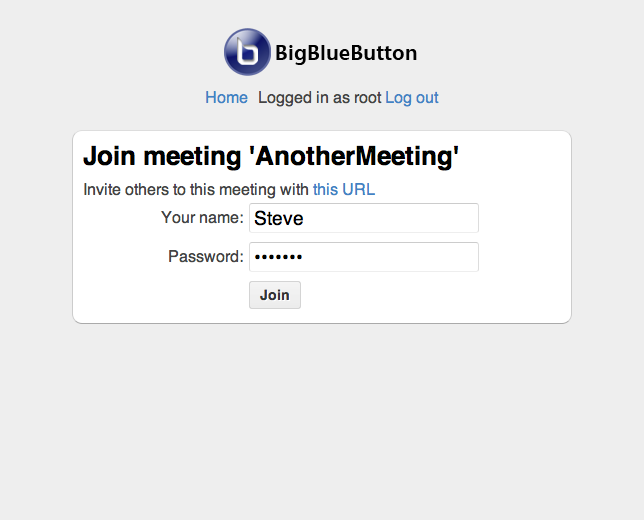 BigBlueButton
Home Logged in as root Log out
Join meeting 'AnotherMeeting'
Invite others to this meeting with this URL
Your name: Steve
Password: •••••••
Join